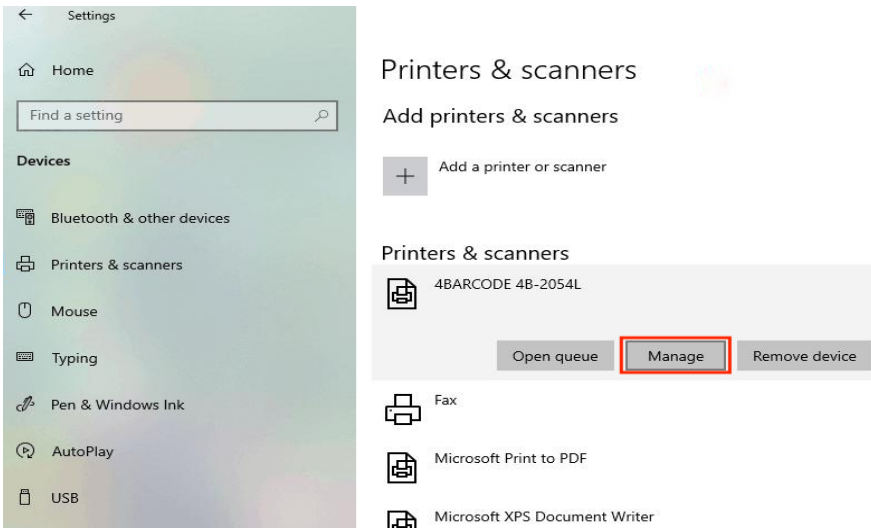 Settings
Home
Find a setting
Devices
Bluetooth & other devices
Printers & scanners
Mouse
Typing
Pen & Windows Ink
AutoPlay
USB
Printers & scanners
Add printers & scanners
Add a printer or scanner
Printers & scanners
4BARCODE 4B-2054L
Open queue Manage Remove device
Fax
Microsoft Print to PDF
Microsoft XPS Document Writer